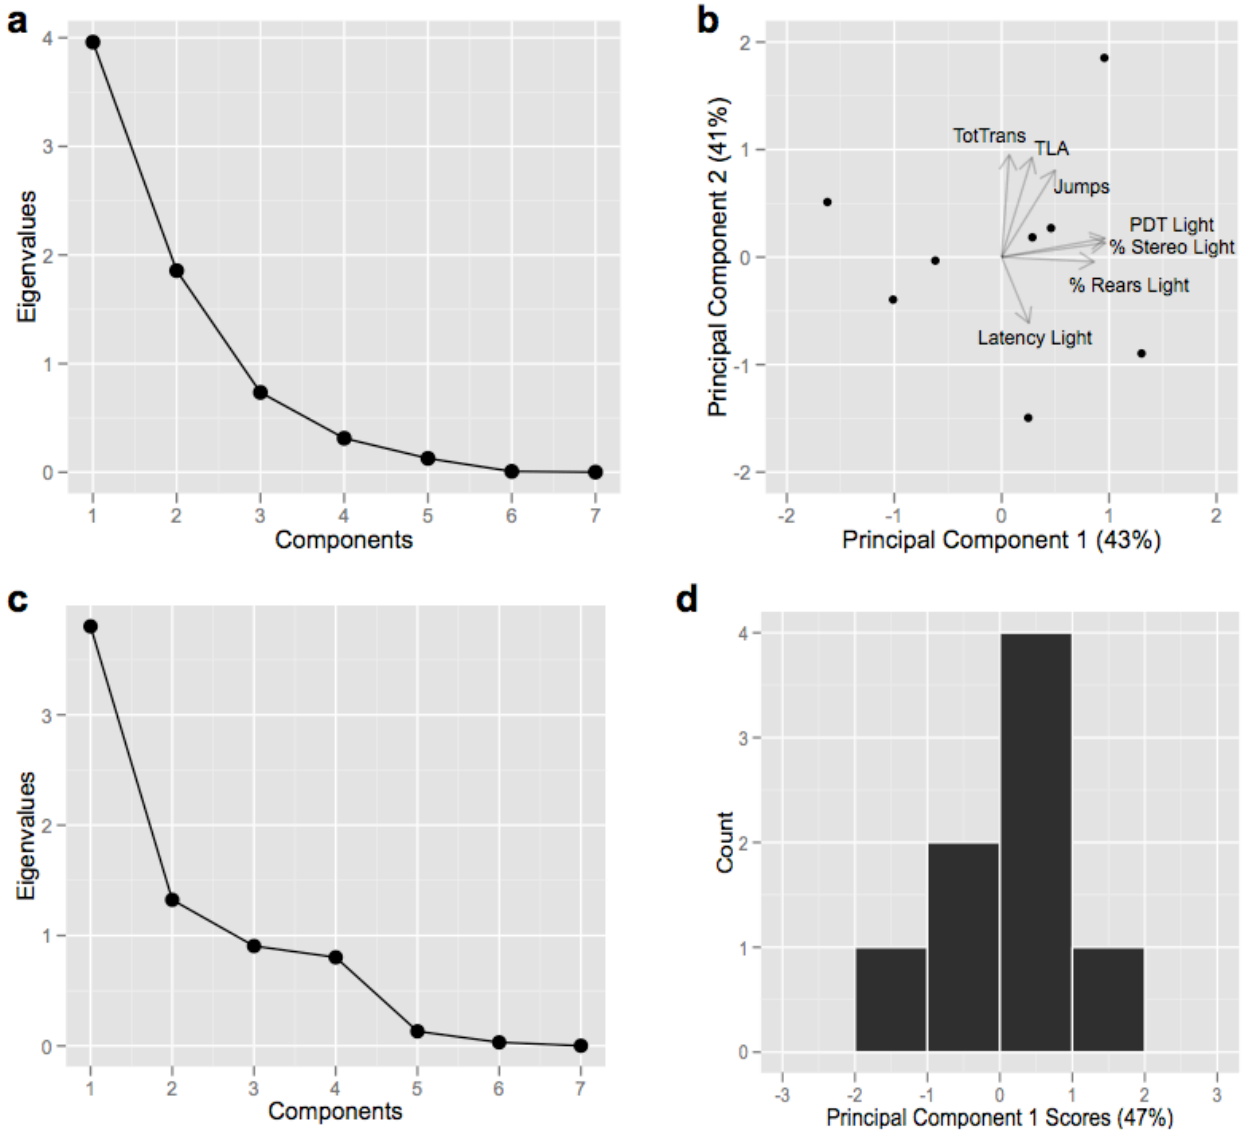 a
Eigenvalues
4
3
2
1
0
1 2 3 4 5 6 7
Components
b
Principal Component 2 (41%)
2
1
0
-1
-2
TotTrans
TLA
Jumps
PDT Light
% Stereo Light
% Rears Light
Latency Light
-2 -1 0 1 2
Principal Component 1 (43%)
c
Eigenvalues
3
2
1
0
1 2 3 4 5 6 7
Components
d
Count
4
3
2
1
0
-3 -2 -1 0 1 2 3
Principal Component 1 Scores (47%)